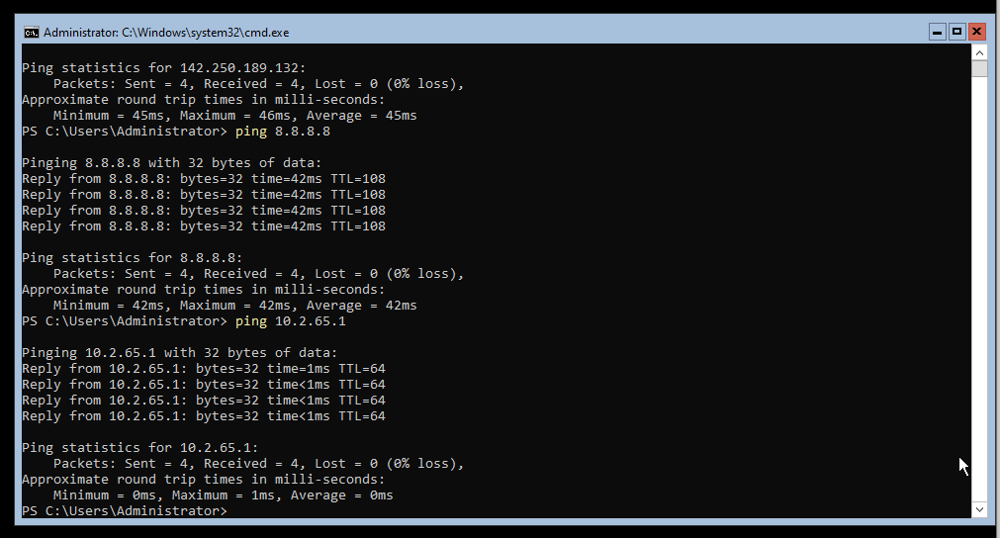 Administrator: C:\Windows\system32\cmd.exe
Ping statistics for 142.250.189.132:
    Packets: Sent = 4, Received = 4, Lost = 0 (0% loss),
Approximate round trip times in milli-seconds:
    Minimum = 45ms, Maximum = 46ms, Average = 45ms
PS C:\Users\Administrator> ping 8.8.8.8
Pinging 8.8.8.8 with 32 bytes of data:
Reply from 8.8.8.8: bytes=32 time=42ms TTL=108
Reply from 8.8.8.8: bytes=32 time=42ms TTL=108
Reply from 8.8.8.8: bytes=32 time=42ms TTL=108
Reply from 8.8.8.8: bytes=32 time=42ms TTL=108
Ping statistics for 8.8.8.8:
    Packets: Sent = 4, Received = 4, Lost = 0 (0% loss),
Approximate round trip times in milli-seconds:
    Minimum = 42ms, Maximum = 42ms, Average = 42ms
PS C:\Users\Administrator> ping 10.2.65.1
Pinging 10.2.65.1 with 32 bytes of data:
Reply from 10.2.65.1: bytes=32 time=1ms TTL=64
Reply from 10.2.65.1: bytes=32 time<1ms TTL=64
Reply from 10.2.65.1: bytes=32 time<1ms TTL=64
Reply from 10.2.65.1: bytes=32 time<1ms TTL=64
Ping statistics for 10.2.65.1:
    Packets: Sent = 4, Received = 4, Lost = 0 (0% loss),
Approximate round trip times in milli-seconds:
    Minimum = 0ms, Maximum = 1ms, Average = 0ms
PS C:\Users\Administrator>